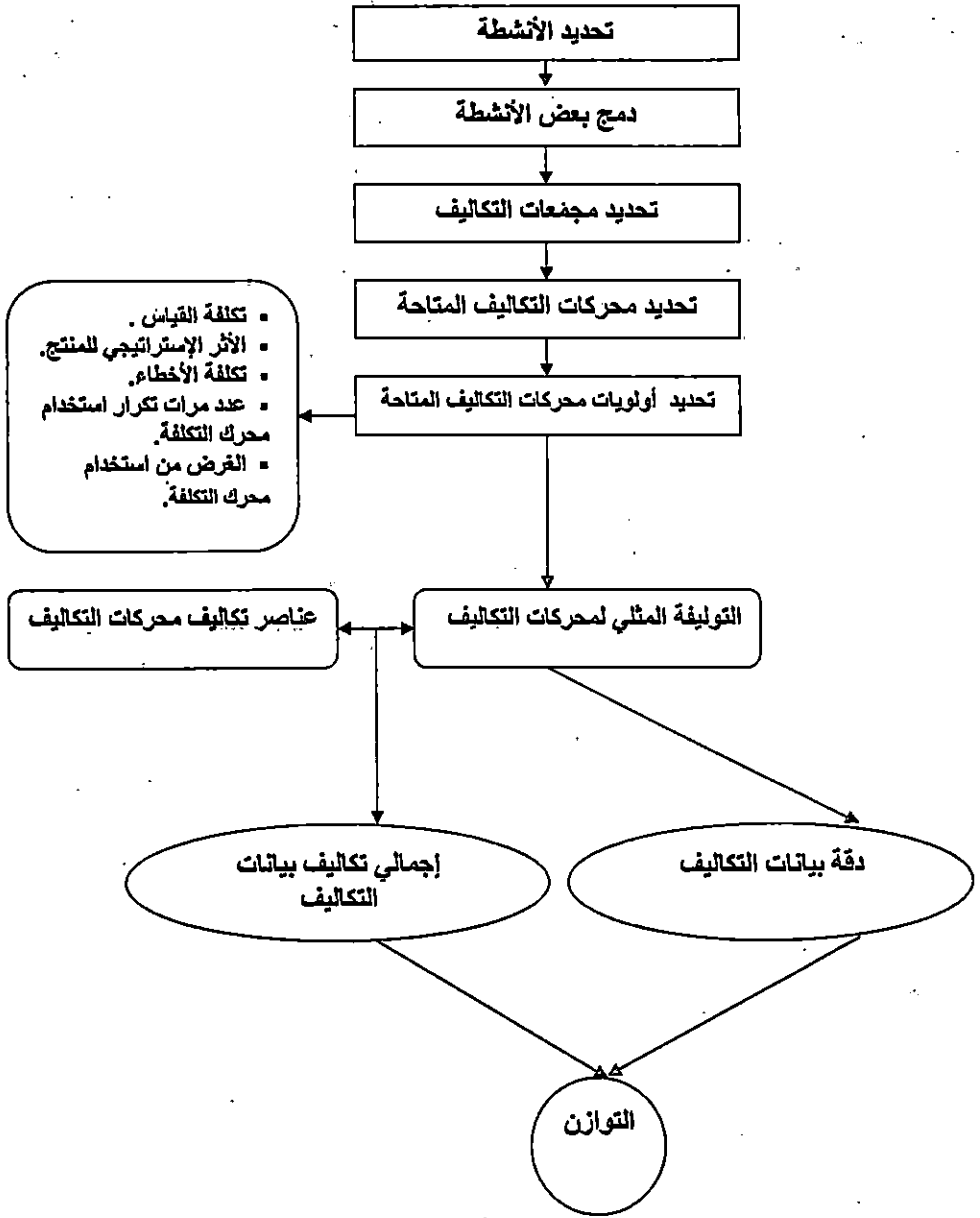 تحديد الأنشطة
دمج بعض الأنشطة
تحديد مجمعات التكاليف
تحديد محركات التكاليف المتاحة
تحديد أولويات محركات التكاليف المتاحة
▪ تكلفة القياس .
▪ الأثر الإستراتيجي للمنتج.
▪ تكلفة الأخطاء.
▪ عدد مرات تكرار استخدام
محرك التكلفة.
▪ الغرض من استخدام
محرك التكلفة.
التوليفة المثلي لمحركات التكاليف
عناصر تكاليف محركات التكاليف
دقة بيانات التكاليف
إجمالي تكاليف بيانات
التكاليف
التوازن